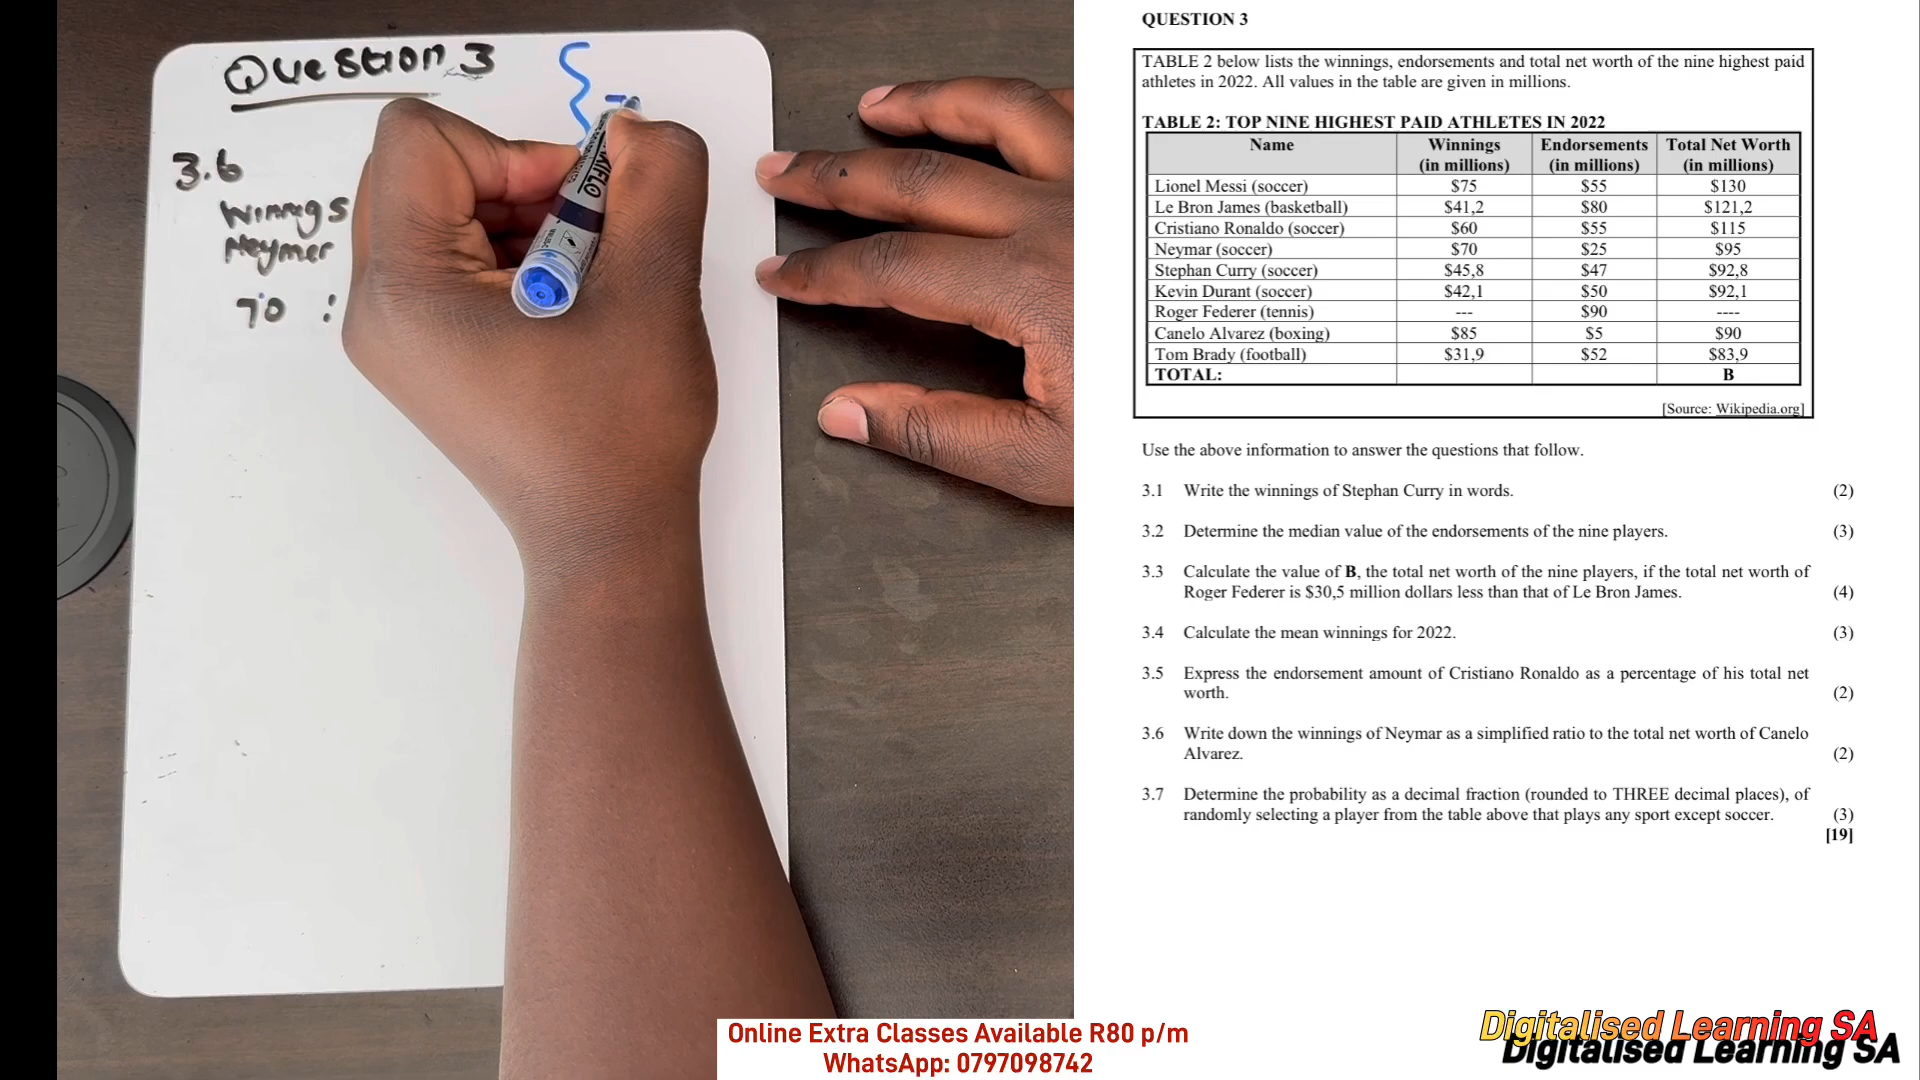 Question 3
3.6
Winnigs
Neymer
70 :
QUESTION 3
TABLE 2 below lists the winnings, endorsements and total net worth of the nine highest paid
athletes in 2022. All values in the table are given in millions.
TABLE 2: TOP NINE HIGHEST PAID ATHLETES IN 2022
Name Winnings (in millions) Endorsements (in millions) Total Net Worth (in millions)
Lionel Messi (soccer) $75 $55 $130
Le Bron James (basketball) $41,2 $80 $121,2
Cristiano Ronaldo (soccer) $60 $55 $115
Neymar (soccer) $70 $25 $95
Stephan Curry (soccer) $45,8 $47 $92,8
Kevin Durant (soccer) $42,1 $50 $92,1
Roger Federer (tennis) --- $90 ----
Canelo Alvarez (boxing) $85 $5 $90
Tom Brady (football) $31,9 $52 $83,9
TOTAL: B
[Source: Wikipedia.org]
Use the above information to answer the questions that follow.
3.1 Write the winnings of Stephan Curry in words. (2)
3.2 Determine the median value of the endorsements of the nine players. (3)
3.3 Calculate the value of B, the total net worth of the nine players, if the total net worth of
Roger Federer is $30,5 million dollars less than that of Le Bron James. (4)
3.4 Calculate the mean winnings for 2022. (3)
3.5 Express the endorsement amount of Cristiano Ronaldo as a percentage of his total net
worth. (2)
3.6 Write down the winnings of Neymar as a simplified ratio to the total net worth of Canelo
Alvarez. (2)
3.7 Determine the probability as a decimal fraction (rounded to THREE decimal places), of
randomly selecting a player from the table above that plays any sport except soccer. (3)
[19]
Online Extra Classes Available R80 p/m
WhatsApp: 0797098742
Digitalised Learning SA